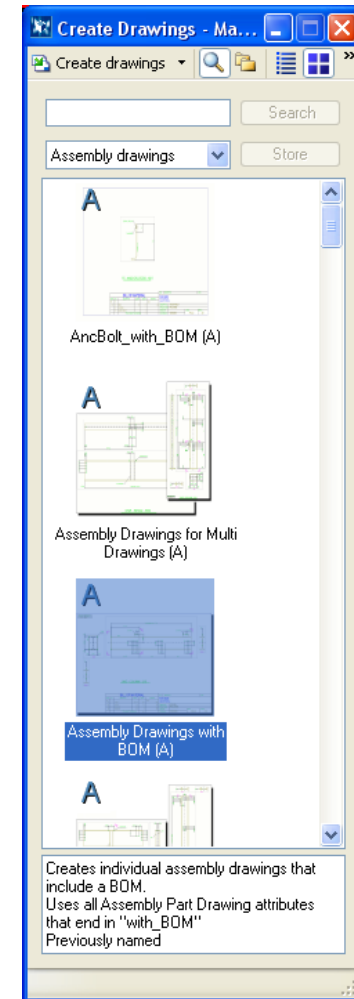 Create Drawings - Ma...
Create drawings
»
Search
Assembly drawings
Store
A
AncBolt_with_BOM (A)
A
Assembly Drawings for Multi
Drawings (A)
A
Assembly Drawings with
BOM (A)
A
Creates individual assembly drawings that
include a BOM.
Uses all Assembly Part Drawing attributes
that end in "with_BOM"
Previously named